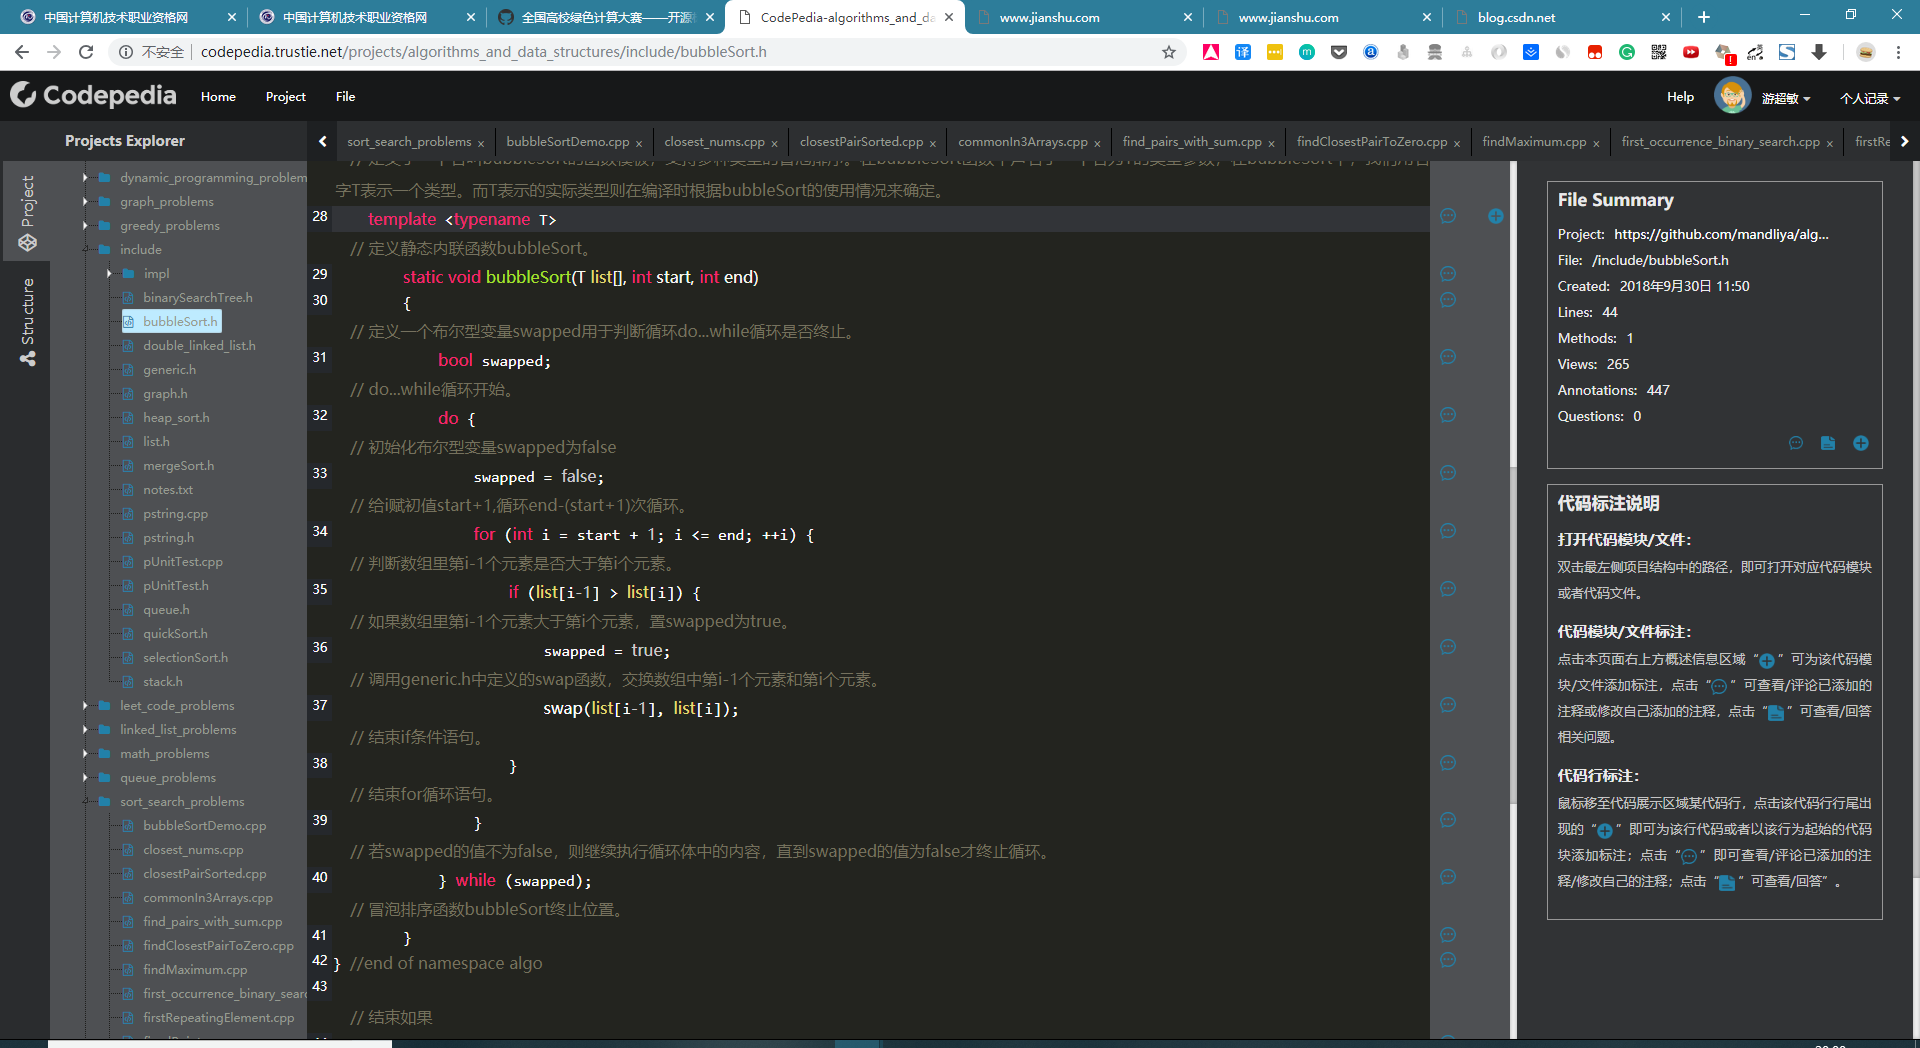 中国计算机技术职业资格网
中国计算机技术职业资格网
全国高校绿色计算大赛——开源
CodePedia-algorithms_and_da
www.jianshu.com
www.jianshu.com
blog.csdn.net
不安全 | codepedia.trustie.net/projects/algorithms_and_data_structures/include/bubbleSort.h
Codepedia
Home
Project
File
Help
游超敏
个人记录
Projects Explorer
sort_search_problems ×
bubbleSortDemo.cpp ×
closest_nums.cpp ×
closestPairSorted.cpp ×
commonIn3Arrays.cpp ×
find_pairs_with_sum.cpp ×
findClosestPairToZero.cpp ×
findMaximum.cpp ×
first_occurrence_binary_search.cpp ×
firstRe
Project
Structure
dynamic_programming_problem
graph_problems
greedy_problems
include
impl
binarySearchTree.h
bubbleSort.h
double_linked_list.h
generic.h
graph.h
heap_sort.h
list.h
mergeSort.h
notes.txt
pstring.cpp
pstring.h
pUnitTest.cpp
pUnitTest.h
queue.h
quickSort.h
selectionSort.h
stack.h
leet_code_problems
linked_list_problems
math_problems
queue_problems
sort_search_problems
bubbleSortDemo.cpp
closest_nums.cpp
closestPairSorted.cpp
commonIn3Arrays.cpp
find_pairs_with_sum.cpp
findClosestPairToZero.cpp
findMaximum.cpp
first_occurrence_binary_sear
firstRepeatingElement.cpp
字T表示一个类型。而T表示的实际类型则在编译时根据bubbleSort的使用情况来确定。
28 template <typename T>
// 定义静态内联函数bubbleSort。
29 static void bubbleSort(T list[], int start, int end)
30 {
// 定义一个布尔型变量swapped用于判断循环do...while循环是否终止。
31 bool swapped;
// do...while循环开始。
32 do {
// 初始化布尔型变量swapped为false
33 swapped = false;
// 给i赋初值start+1,循环end-(start+1)次循环。
34 for (int i = start + 1; i <= end; ++i) {
// 判断数组里第i-1个元素是否大于第i个元素。
35 if (list[i-1] > list[i]) {
// 如果数组里第i-1个元素大于第i个元素，置swapped为true。
36 swapped = true;
// 调用generic.h中定义的swap函数，交换数组中第i-1个元素和第i个元素。
37 swap(list[i-1], list[i]);
// 结束if条件语句。
38 }
// 结束for循环语句。
39 }
// 若swapped的值不为false，则继续执行循环体中的内容，直到swapped的值为false才终止循环。
40 } while (swapped);
// 冒泡排序函数bubbleSort终止位置。
41 }
42 } //end of namespace algo
43
// 结束如果
File Summary
Project: https://github.com/mandliya/alg...
File: /include/bubbleSort.h
Created: 2018年9月30日 11:50
Lines: 44
Methods: 1
Views: 265
Annotations: 447
Questions: 0
代码标注说明
打开代码模块/文件：
双击最左侧项目结构中的路径，即可打开对应代码模块
或者代码文件。
代码模块/文件标注：
点击本页面右上方概述信息区域“ ”可为该代码模
块/文件添加标注，点击“ ”可查看/评论已添加的
注释或修改自己添加的注释，点击“ ”可查看/回答
相关问题。
代码行标注：
鼠标移至代码展示区域某代码行，点击该代码行行尾出
现的“ ”即可为该行代码或者以该行为起始的代码
块添加标注；点击“ ”即可查看/评论已添加的注
释/修改自己的注释；点击“ “可查看/回答”。